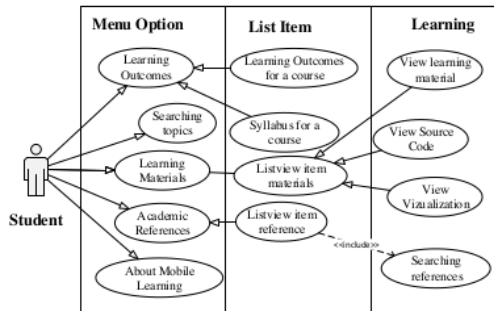 Menu Option
List Item
Learning
Learning
Outcomes
Learning Outcomes
for a course
View learning
material
Searching
topics
Syllabus for a
course
View Source
Code
Learning
Materials
Listview item
materials
View
Vizualization
Student
Academic
References
Listview item
reference
<<include>>
About Mobile
Learning
Searching
references